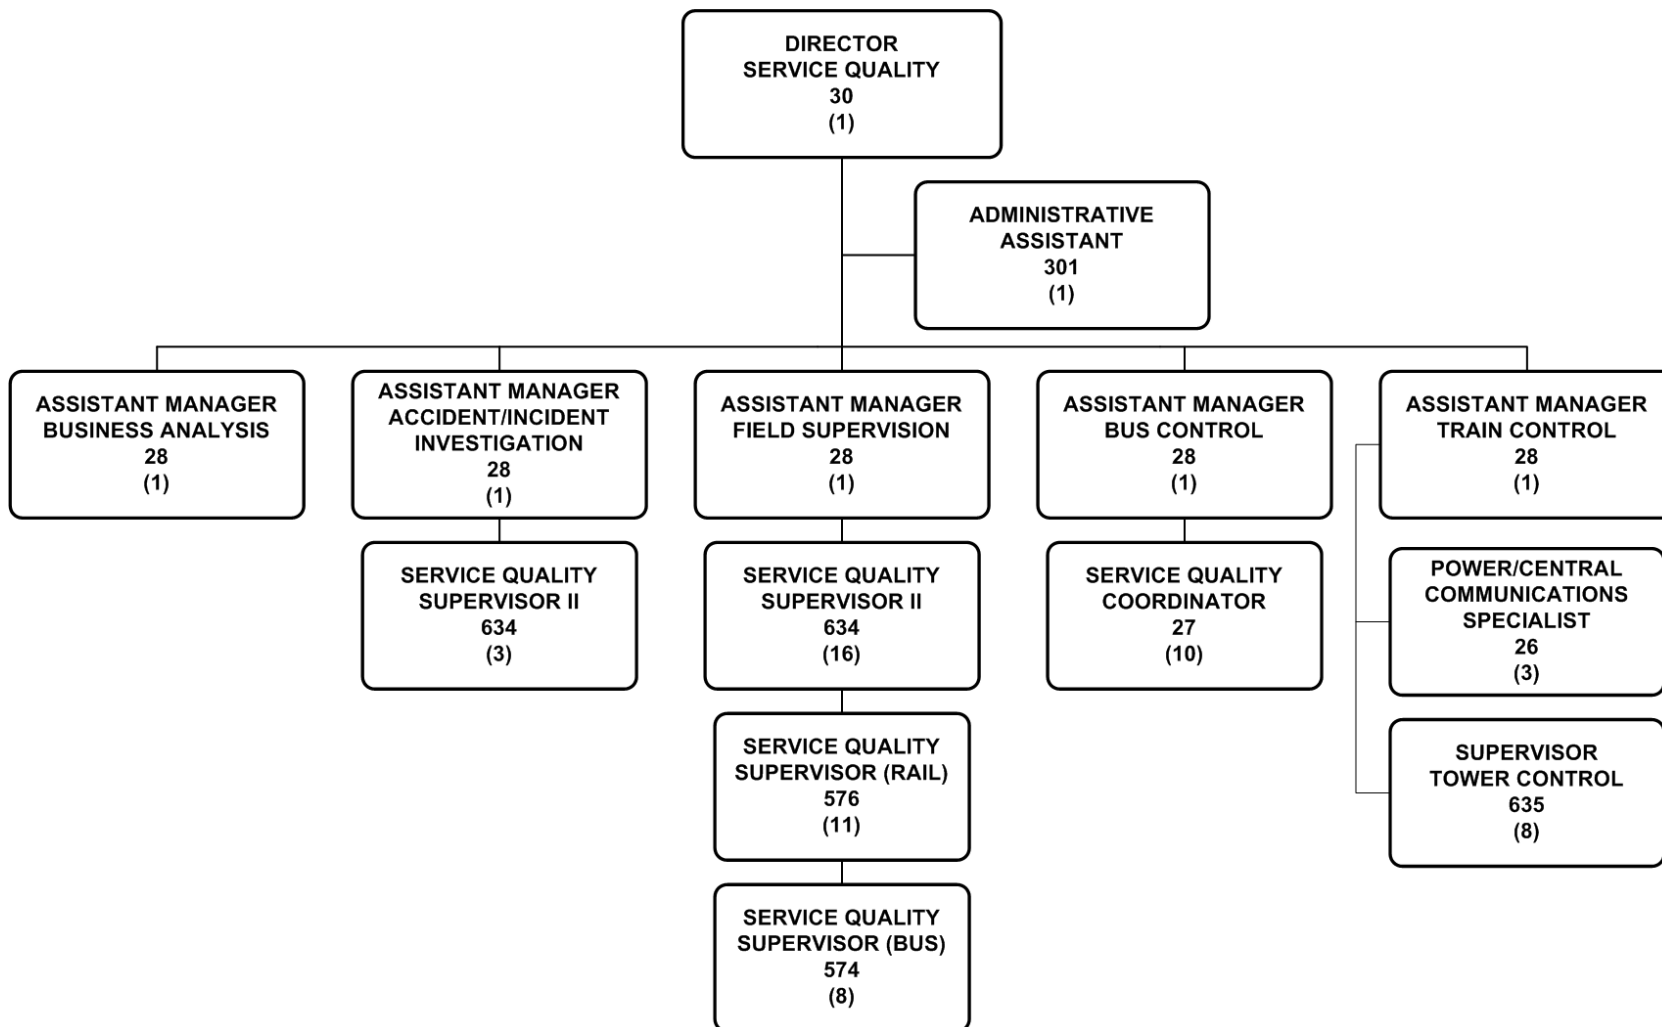 DIRECTOR
SERVICE QUALITY
30
(1)
ADMINISTRATIVE
ASSISTANT
301
(1)
ASSISTANT MANAGER
BUSINESS ANALYSIS
28
(1)
ASSISTANT MANAGER
ACCIDENT/INCIDENT
INVESTIGATION
28
(1)
ASSISTANT MANAGER
FIELD SUPERVISION
28
(1)
ASSISTANT MANAGER
BUS CONTROL
28
(1)
ASSISTANT MANAGER
TRAIN CONTROL
28
(1)
SERVICE QUALITY
SUPERVISOR II
634
(3)
SERVICE QUALITY
SUPERVISOR II
634
(16)
SERVICE QUALITY
COORDINATOR
27
(10)
POWER/CENTRAL
COMMUNICATIONS
SPECIALIST
26
(3)
SERVICE QUALITY
SUPERVISOR (RAIL)
576
(11)
SUPERVISOR
TOWER CONTROL
635
(8)
SERVICE QUALITY
SUPERVISOR (BUS)
574
(8)